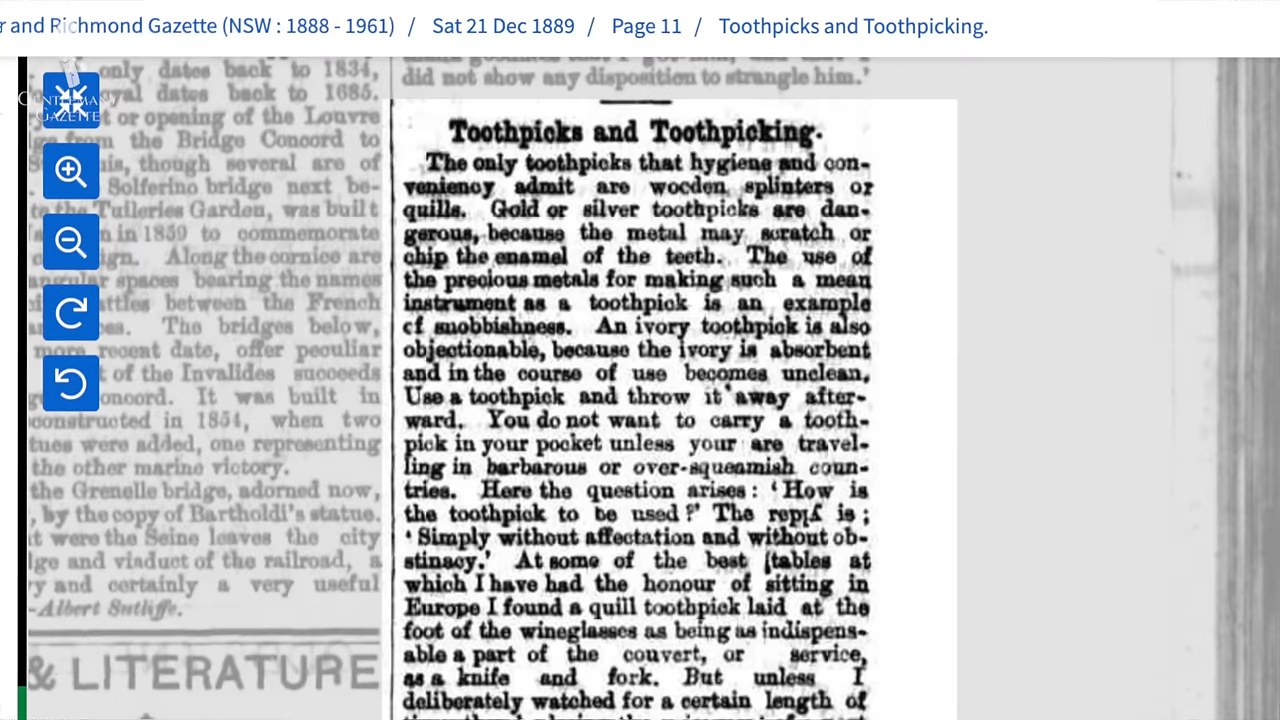 r and Richmond Gazette (NSW : 1888 - 1961) / Sat 21 Dec 1889 / Page 11 / Toothpicks and Toothpicking.
GENTLEMAN'S
GAZETTE
only dates back to 1834,
oyal dates back to 1685.
t or opening of the Louvre
from the Bridge Concord to
is, though several are of
Solferino bridge next be-
to the Tuileries Garden, was built
n in 1859 to commemorate
ign. Along the cornice are
angular spaces bearing the names
attles between the French
es. The bridges below,
more recent date, offer peculiar
t of the Invalides succeeds
oncord. It was built in
constructed in 1854, when two
tues were added, one representing
the other marine victory.
the Grenelle bridge, adorned now,
, by the copy of Bartholdi's statue.
t were the Seine leaves the city
ge and viaduct of the railroad, a
ry and certainly a very useful
-Albert Sutliffe.
& LITERATURE
did not show any disposition to strangle him.'
Toothpicks and Toothpicking.
The only toothpicks that hygiene and con-
veniency admit are wooden splinters or
quills. Gold or silver toothpicks are dan-
gerous, because the metal may scratch or
chip the enamel of the teeth. The use of
the precious metals for making such a mean
instrument as a toothpick is an example
of snobbishness. An ivory toothpick is also
objectionable, because the ivory is absorbent
and in the course of use becomes unclean,
Use a toothpick and throw it away after-
ward. You do not want to carry a tooth-
pick in your pocket unless your are travel-
ling in barbarous or over-squeamish coun-
tries. Here the question arises : 'How is
the toothpick to be used ?' The reply is ;
'Simply without affectation and without ob-
stinacy.' At some of the best tables at
which I have had the honour of sitting in
Europe I found a quill toothpick laid at the
foot of the wineglasses as being as indispens-
able a part of the couvert, or service,
as a knife and fork. But unless I
deliberately watched for a certain length of